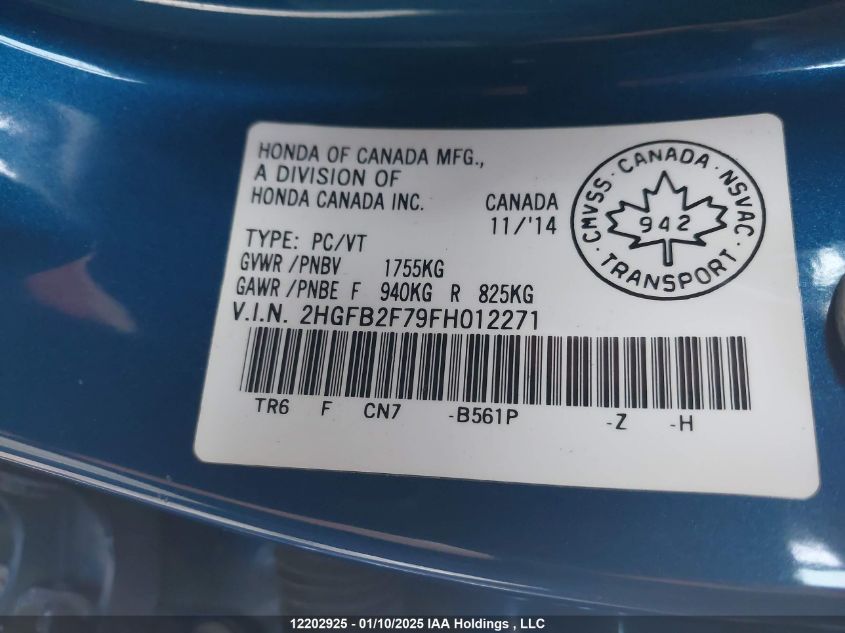 HONDA OF CANADA MFG.,
A DIVISION OF
HONDA CANADA INC.
CANADA
11/'14
TYPE: PC/VT
GVWR /PNBV 1755KG
GAWR /PNBE F 940KG R 825KG
V.I.N. 2HGFB2F79FH012271
TR6 F CN7 -B561P -Z -H
CMVSS · CANADA · NSVAC
942
· TRANSPORT ·
12202925 - 01/10/2025 IAA Holdings , LLC